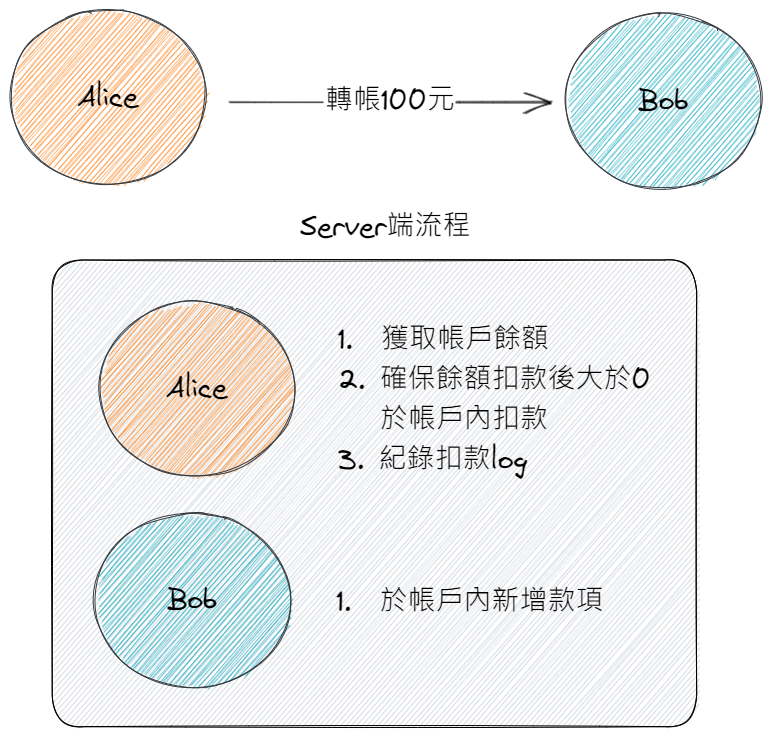 Alice
轉帳100元
Bob
Server端流程
Alice
1. 獲取帳戶餘額
2. 確保餘額扣款後大於0
於帳戶內扣款
3. 紀錄扣款log
Bob
1. 於帳戶內新增款項